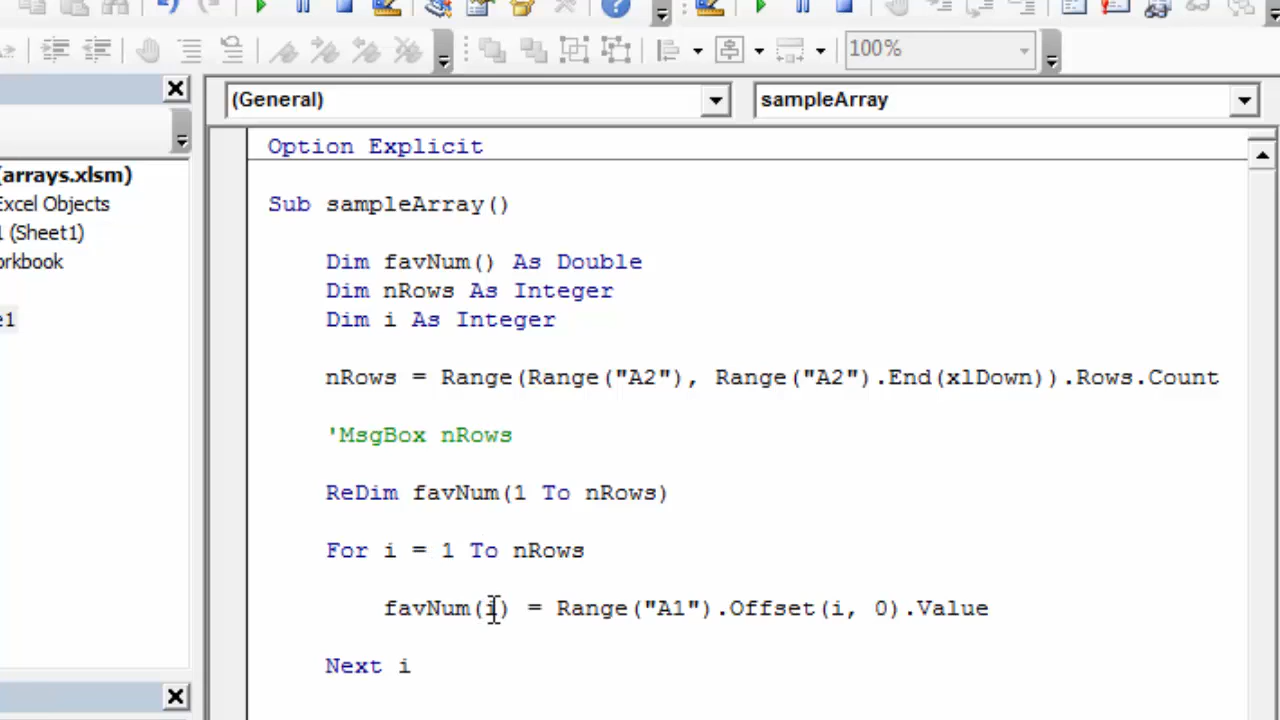 100%
(General)
sampleArray
(arrays.xlsm)
Excel Objects
1 (Sheet1)
orkbook
e1
Option Explicit
Sub sampleArray()
Dim favNum() As Double
Dim nRows As Integer
Dim i As Integer
nRows = Range(Range("A2"), Range("A2").End(xlDown)).Rows.Count
'MsgBox nRows
ReDim favNum(1 To nRows)
For i = 1 To nRows
favNum(i) = Range("A1").Offset(i, 0).Value
Next i